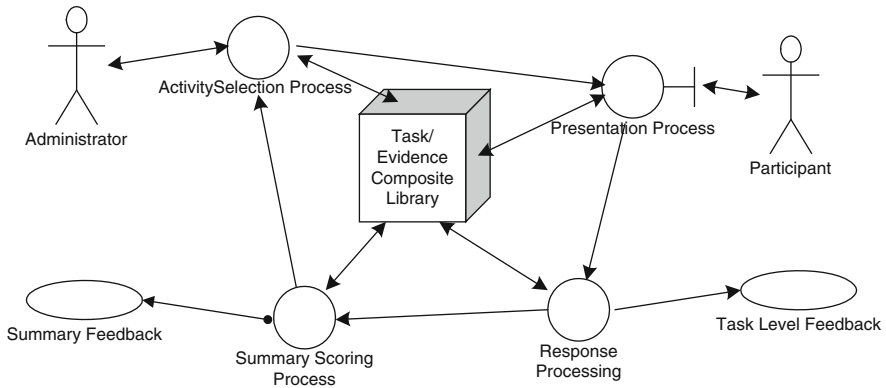 ActivitySelection Process
Administrator
Task/
Evidence
Composite
Library
Presentation Process
Participant
Summary Feedback
Summary Scoring
Process
Response
Processing
Task Level Feedback